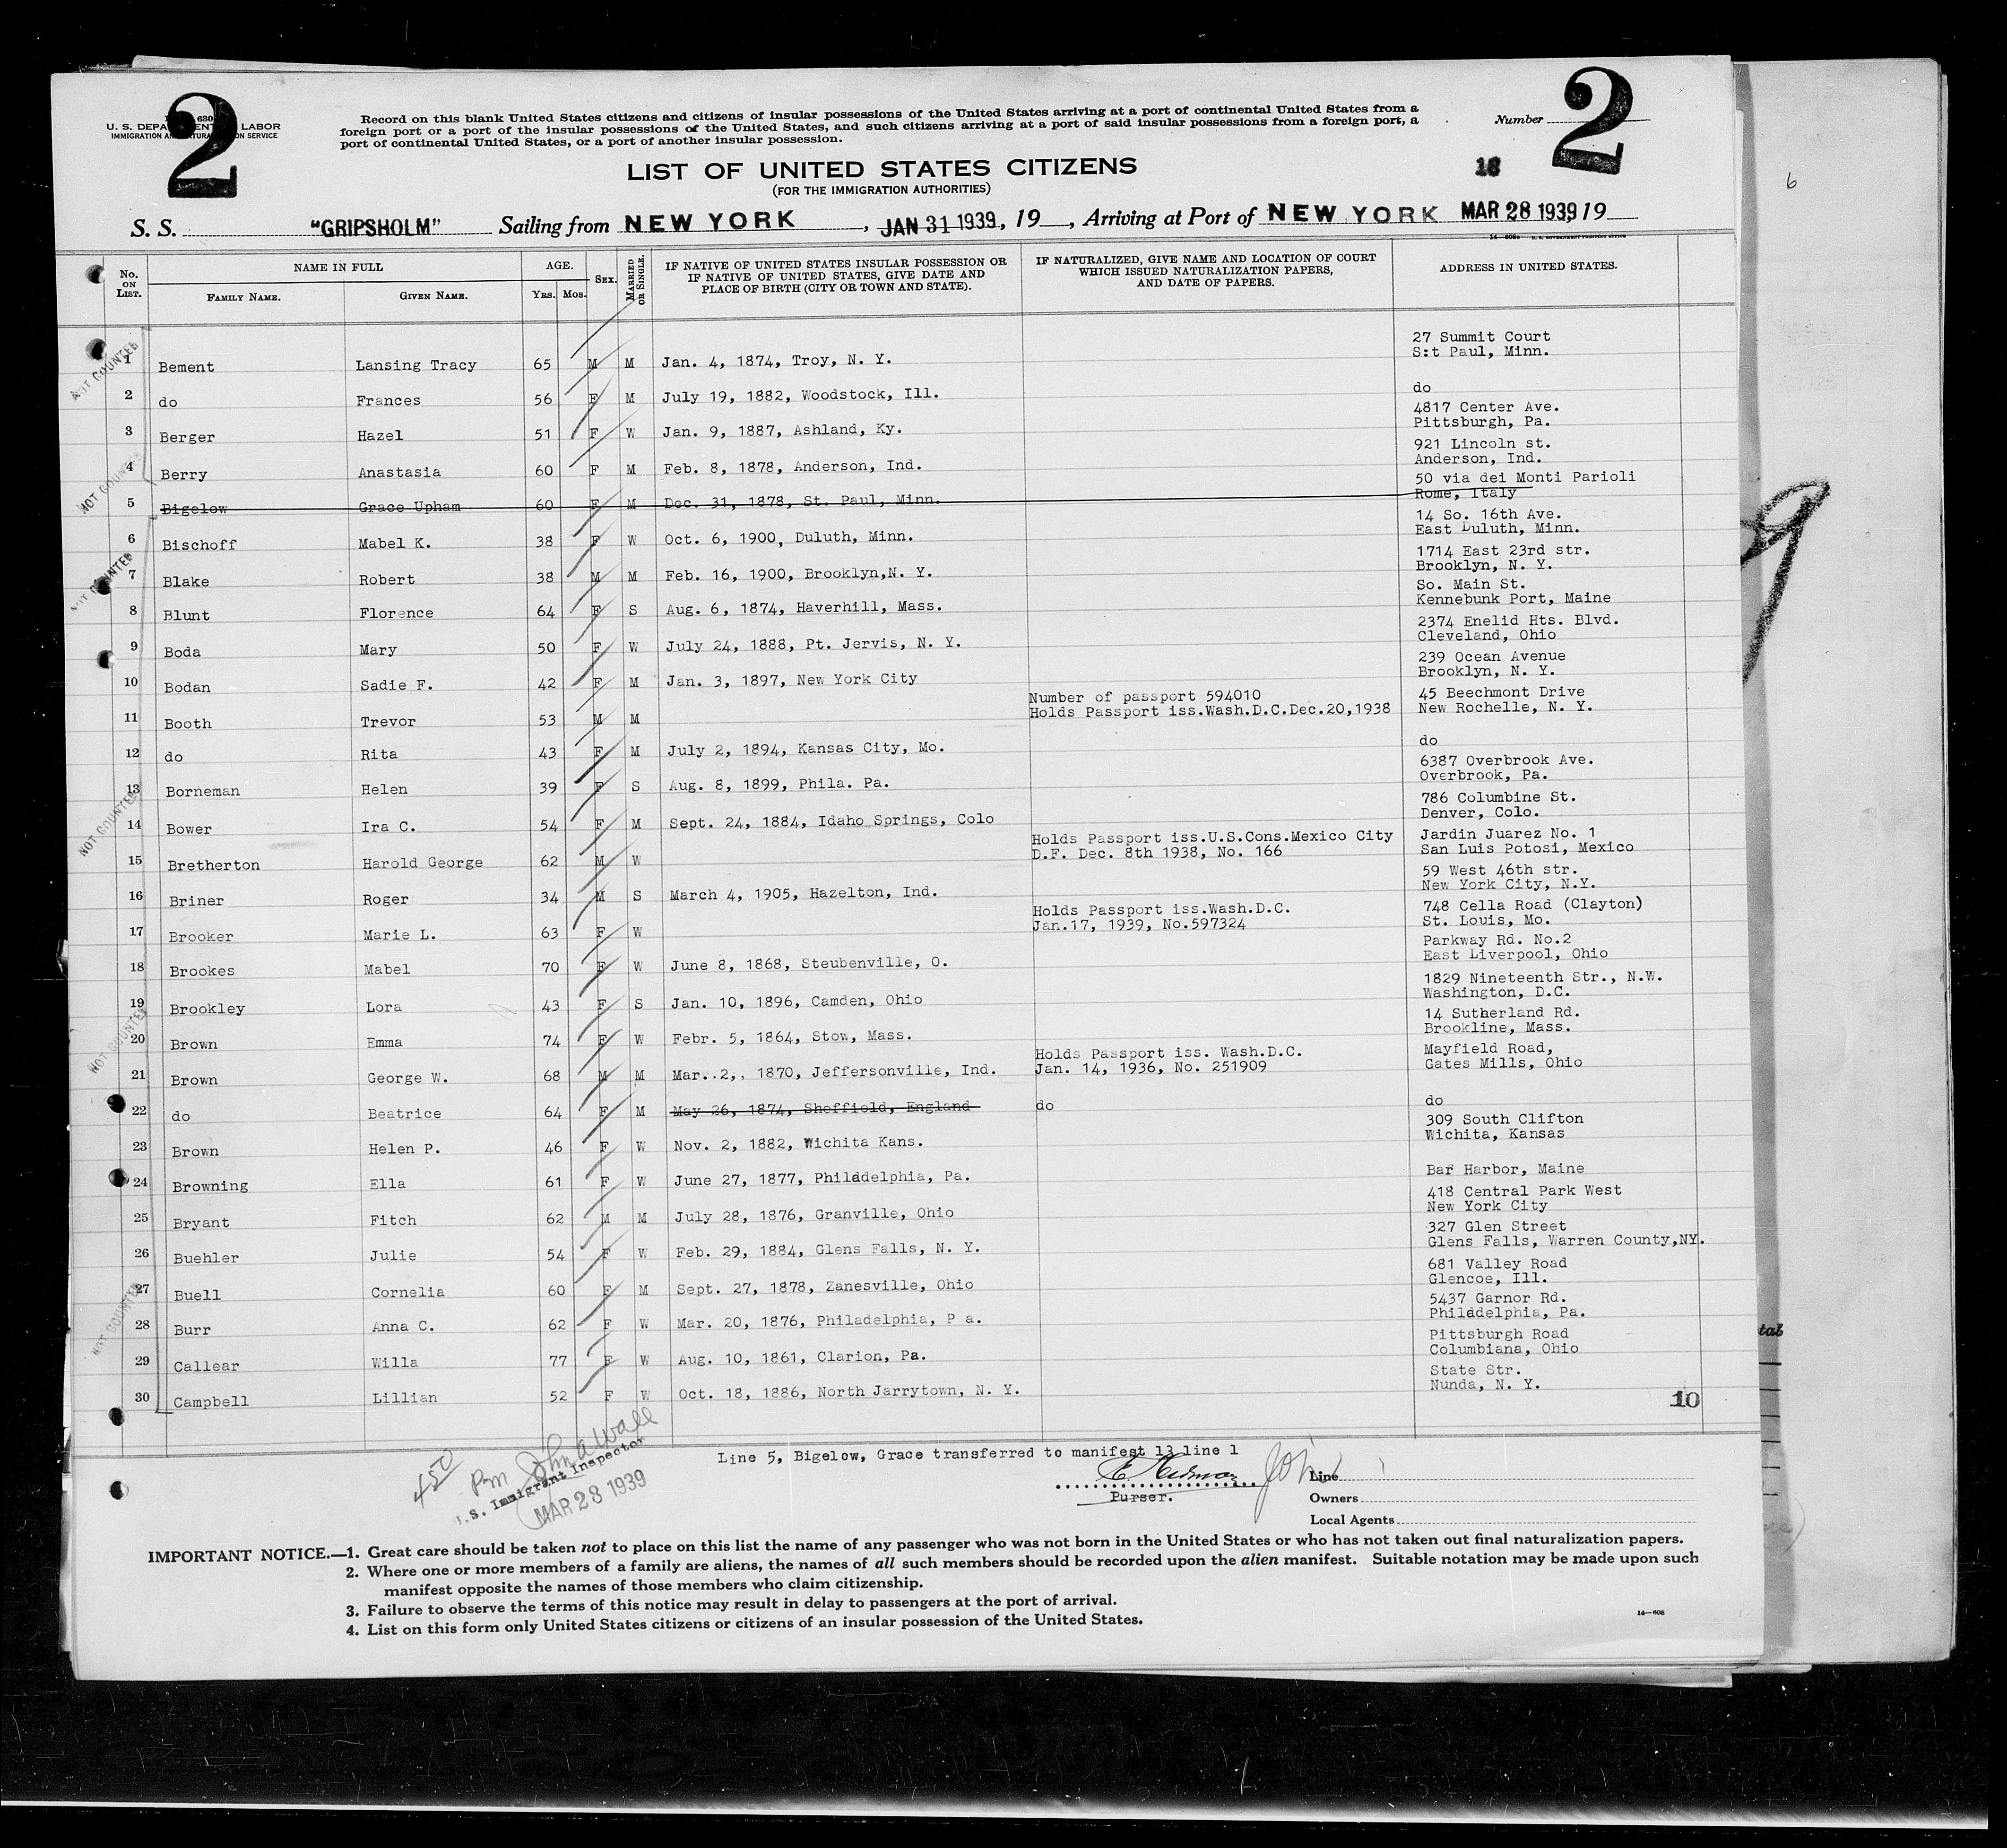 2
2
630
U. S. DEPARTMENT OF LABOR
IMMIGRATION AND NATURALIZATION SERVICE
Record on this blank United States citizens and citizens of insular possessions of the United States arriving at a port of continental United States from a
foreign port or a port of the insular possessions of the United States, and such citizens arriving at a port of said insular possessions from a foreign port, a
port of continental United States, or a port of another insular possession.
Number
LIST OF UNITED STATES CITIZENS
(FOR THE IMMIGRATION AUTHORITIES)
6
S. S. "GRIPSHOLM" Sailing from NEW YORK, JAN 31 1939, 19__, Arriving at Port of NEW YORK MAR 28 1939 19
No. ON LIST. NAME IN FULL FAMILY NAME. GIVEN NAME. AGE. YRS. MOS. SEX. MARRIED OR SINGLE. IF NATIVE OF UNITED STATES INSULAR POSSESSION OR IF NATIVE OF UNITED STATES, GIVE DATE AND PLACE OF BIRTH (CITY OR TOWN AND STATE). IF NATURALIZED, GIVE NAME AND LOCATION OF COURT WHICH ISSUED NATURALIZATION PAPERS, AND DATE OF PAPERS. ADDRESS IN UNITED STATES.
1 Bement Lansing Tracy 65 M M Jan. 4, 1874, Troy, N. Y. 27 Summit Court S:t Paul, Minn.
2 do Frances 56 F M July 19, 1882, Woodstock, Ill. do
3 Berger Hazel 51 F W Jan. 9, 1887, Ashland, Ky. 4817 Center Ave. Pittsburgh, Pa.
4 Berry Anastasia 60 F M Feb. 8, 1878, Anderson, Ind. 921 Lincoln st. Anderson, Ind.
5 Bigelow Grace Upham 60 F M Dec. 31, 1878, St. Paul, Minn. 50 via dei Monti Parioli Rome, Italy
6 Bischoff Mabel K. 38 F W Oct. 6, 1900, Duluth, Minn. 14 So. 16th Ave. East Duluth, Minn.
7 Blake Robert 38 M M Feb. 16, 1900, Brooklyn,N. Y. 1714 East 23rd str. Brooklyn, N. Y.
8 Blunt Florence 64 F S Aug. 6, 1874, Haverhill, Mass. So. Main St. Kennebunk Port, Maine
9 Boda Mary 50 F W July 24, 1888, Pt. Jervis, N. Y. 2374 Enelid Hts. Blvd. Cleveland, Ohio
10 Bodan Sadie F. 42 F M Jan. 3, 1897, New York City 239 Ocean Avenue Brooklyn, N. Y.
11 Booth Trevor 53 M M Number of passport 594010 Holds Passport iss.Wash.D.C.Dec.20,1938 45 Beechmont Drive New Rochelle, N. Y.
12 do Rita 43 F M July 2, 1894, Kansas City, Mo. do
13 Borneman Helen 39 F S Aug. 8, 1899, Phila. Pa. 6387 Overbrook Ave. Overbrook, Pa.
14 Bower Ira C. 54 F M Sept. 24, 1884, Idaho Springs, Colo 786 Columbine St. Denver, Colo.
15 Bretherton Harold George 62 M W Holds Passport iss.U.S.Cons.Mexico City D.F. Dec. 8th 1938, No. 166 Jardin Juarez No. 1 San Luis Potosi, Mexico
16 Briner Roger 34 M S March 4, 1905, Hazelton, Ind. 59 West 46th str. New York City, N.Y.
17 Brooker Marie L. 63 F W Holds Passport iss.Wash.D.C. Jan.17, 1939, No.597324 748 Cella Road (Clayton) St. Louis, Mo.
18 Brookes Mabel 70 F W June 8, 1868, Steubenville, O. Parkway Rd. No.2 East Liverpool, Ohio
19 Brookley Lora 43 F S Jan. 10, 1896, Camden, Ohio 1829 Nineteenth Str., N.W. Washington, D.C.
20 Brown Emma 74 F W Febr. 5, 1864, Stow, Mass. 14 Sutherland Rd. Brookline, Mass.
21 Brown George W. 68 M M Mar..2,, 1870, Jeffersonville, Ind. Holds Passport iss. Wash.D.C. Jan. 14, 1936, No. 251909 Mayfield Road, Gates Mills, Ohio
22 do Beatrice 64 F M May 26, 1874, Sheffield, England do do
23 Brown Helen P. 46 F W Nov. 2, 1882, Wichita Kans. 309 South Clifton Wichita, Kansas
24 Browning Ella 61 F W June 27, 1877, Philadelphia, Pa. Bar Harbor, Maine
25 Bryant Fitch 62 M M July 28, 1876, Granville, Ohio 418 Central Park West New York City
26 Buehler Julie 54 F W Feb. 29, 1884, Glens Falls, N. Y. 327 Glen Street Glens Falls, Warren County,NY.
27 Buell Cornelia 60 F M Sept. 27, 1878, Zanesville, Ohio 681 Valley Road Glencoe, Ill.
28 Burr Anna C. 62 F W Mar. 20, 1876, Philadelphia, P a. 5437 Garnor Rd. Philadelphia, Pa.
29 Callear Willa 77 F W Aug. 10, 1861, Clarion, Pa. Pittsburgh Road Columbiana, Ohio
30 Campbell Lillian 52 F W Oct. 18, 1886, North Jarrytown, N. Y. State Str. Nunda, N. Y.
NOT COUNTED
NOT COUNTED
NOT COUNTED
NOT COUNTED
NOT COUNTED
NOT COUNTED
10
Line 5, Bigelow, Grace transferred to manifest 13 line 1
450 pm John A Wall
U.S. Immigrant Inspector
MAR 28 1939
Purser.
Line
Owners
Local Agents
IMPORTANT NOTICE.—1. Great care should be taken not to place on this list the name of any passenger who was not born in the United States or who has not taken out final naturalization papers.
2. Where one or more members of a family are aliens, the names of all such members should be recorded upon the alien manifest. Suitable notation may be made upon such
manifest opposite the names of those members who claim citizenship.
3. Failure to observe the terms of this notice may result in delay to passengers at the port of arrival.
4. List on this form only United States citizens or citizens of an insular possession of the United States.